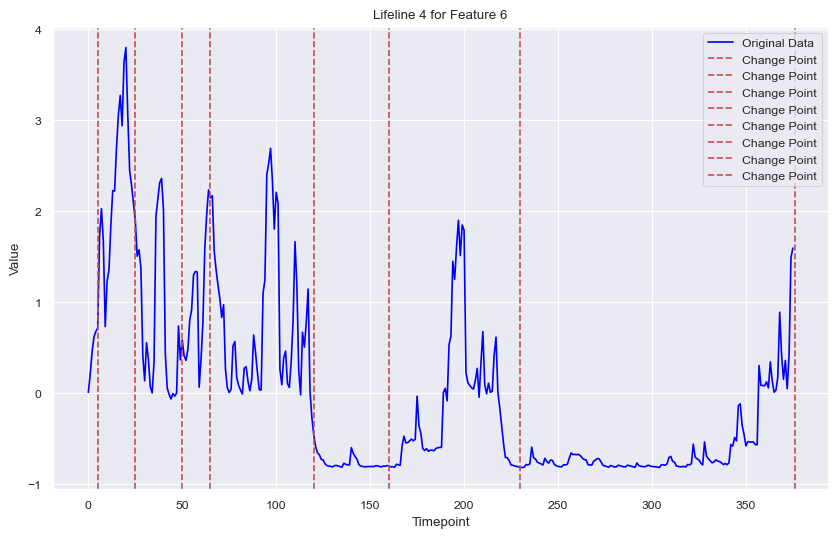 Lifeline 4 for Feature 6
Original Data
Change Point
Change Point
Change Point
Change Point
Change Point
Change Point
Change Point
Change Point
Value
4
3
2
1
0
−1
0 50 100 150 200 250 300 350
Timepoint